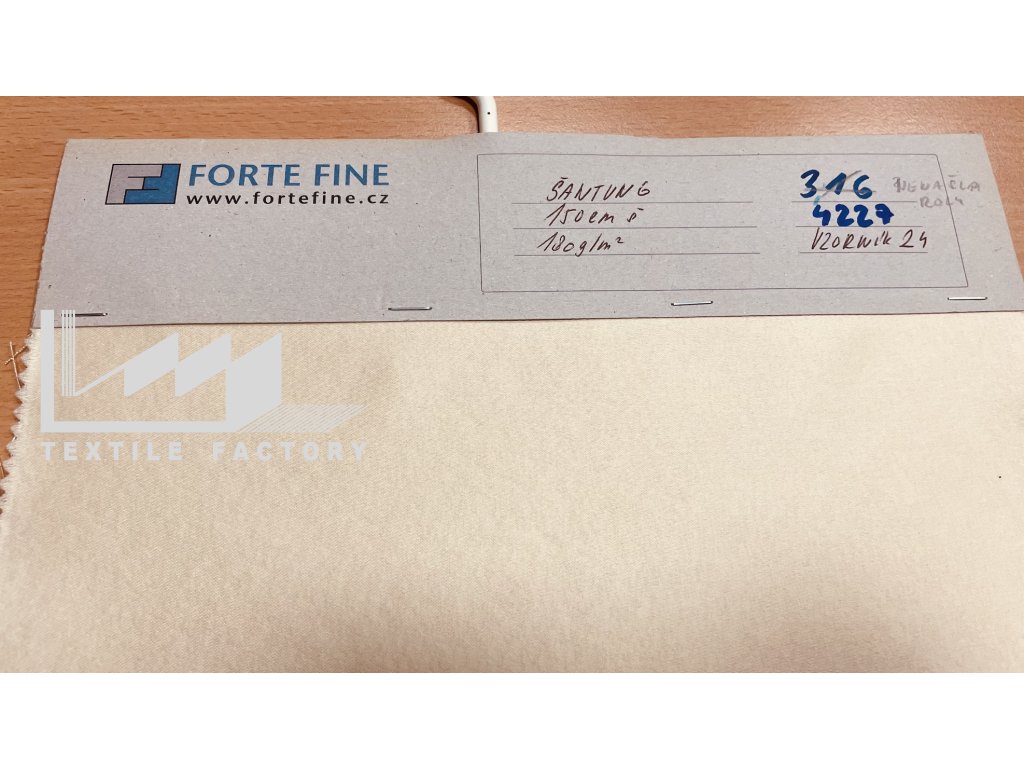 FORTE FINE
www.fortefine.cz
ŠANTUNG
150cm š
180g/m²
316
4227
VZORNÍK 24
TEXTILE FACTORY